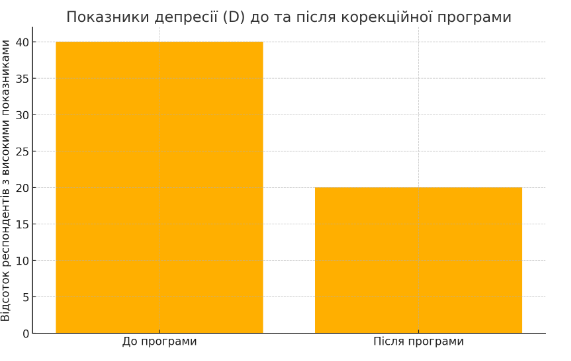 Показники депресії (D) до та після корекційної програми
Відсоток респондентів з високими показниками
40
35
30
25
20
15
10
5
0
До програми
Після програми